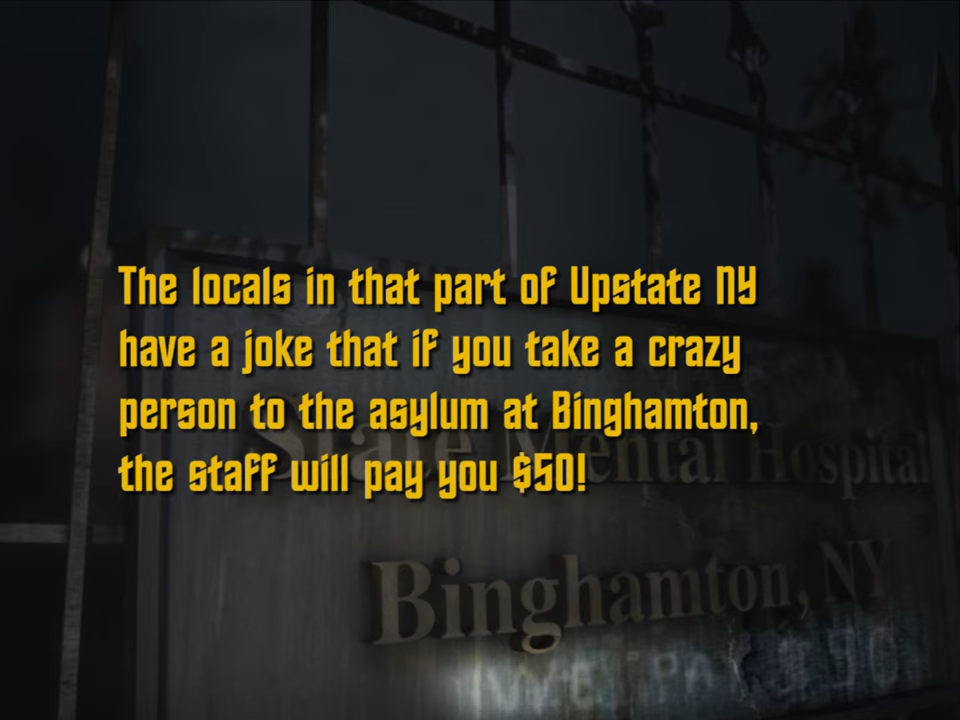 The locals in that part of Upstate NY
have a joke that if you take a crazy
person to the asylum at Binghamton,
the staff will pay you $50!
State Mental Hospital
Binghamton, NY